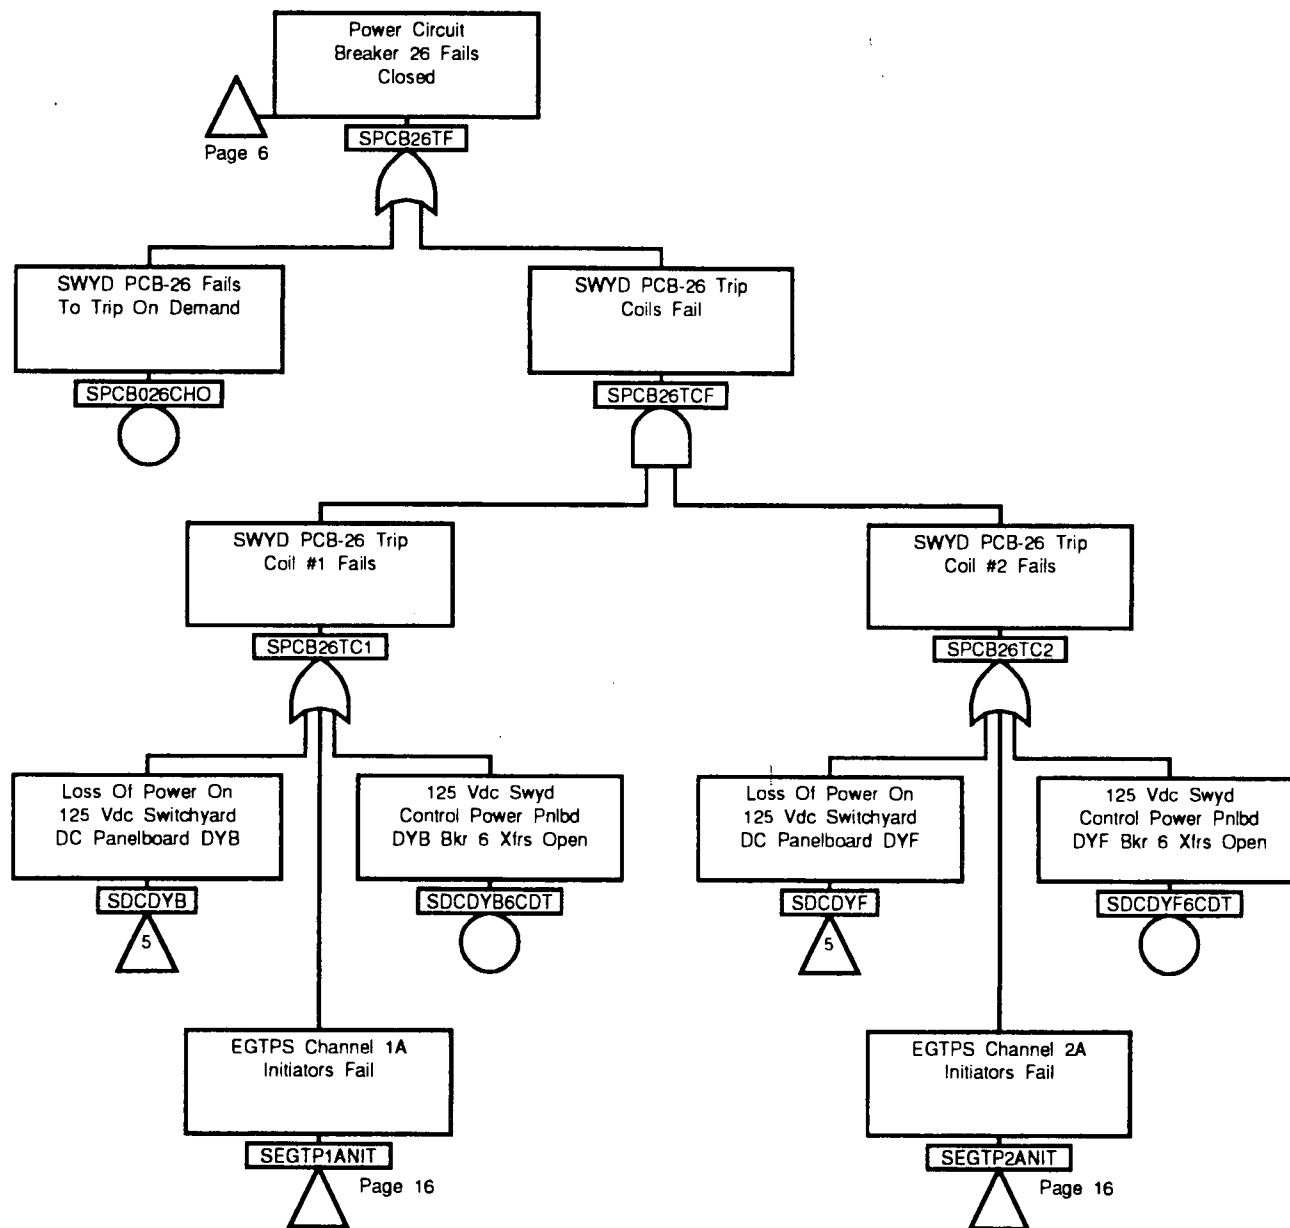 Power Circuit
Breaker 26 Fails
Closed
Page 6
SPCB26TF
SWYD PCB-26 Fails
To Trip On Demand
SPCB026CHO
SWYD PCB-26 Trip
Coils Fail
SPCB26TCF
SWYD PCB-26 Trip
Coil #1 Fails
SPCB26TC1
SWYD PCB-26 Trip
Coil #2 Fails
SPCB26TC2
Loss Of Power On
125 Vdc Switchyard
DC Panelboard DYB
SDCDYB
5
125 Vdc Swyd
Control Power Pnlbd
DYB Bkr 6 Xfrs Open
SDCDYB6CDT
Loss Of Power On
125 Vdc Switchyard
DC Panelboard DYF
SDCDYF
5
125 Vdc Swyd
Control Power Pnlbd
DYF Bkr 6 Xfrs Open
SDCDYF6CDT
EGTPS Channel 1A
Initiators Fail
SEGTP1ANIT
Page 16
EGTPS Channel 2A
Initiators Fail
SEGTP2ANIT
Page 16